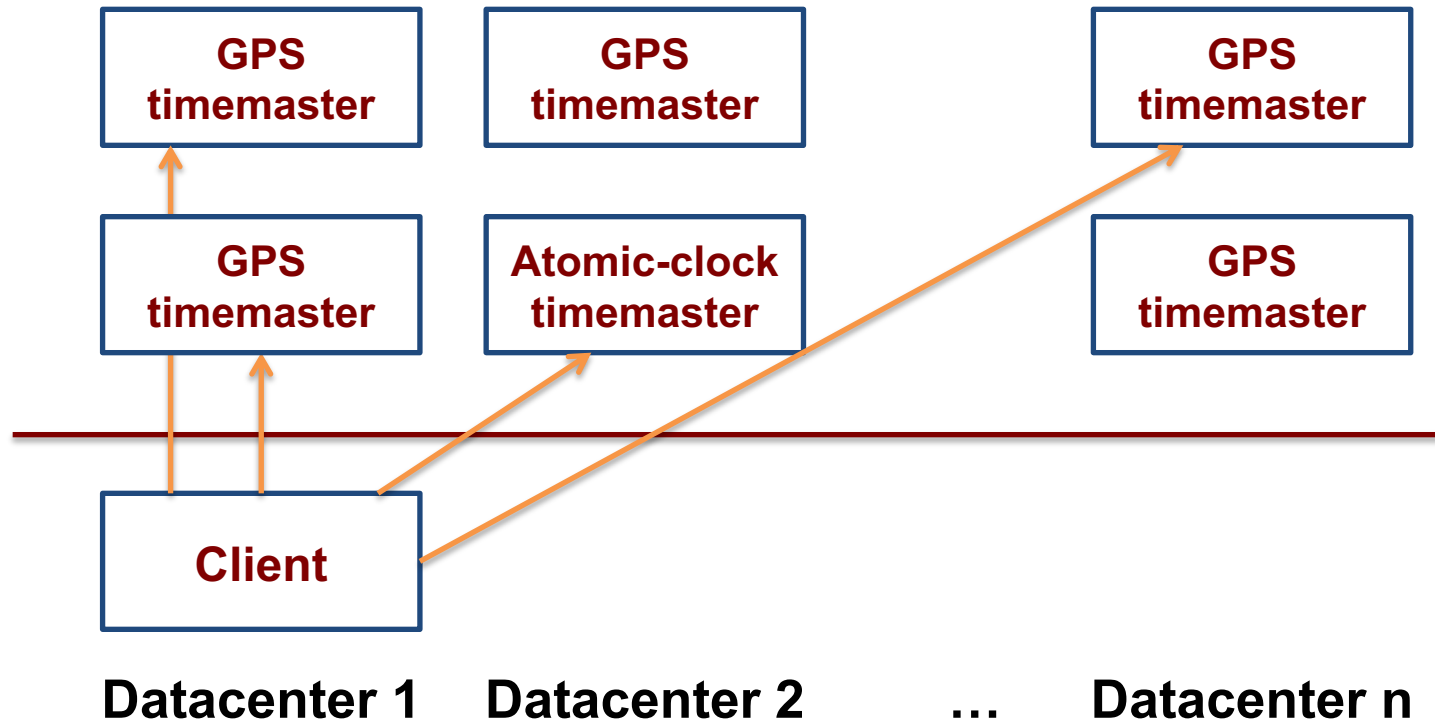 GPS
timemaster
GPS
timemaster
GPS
timemaster
GPS
timemaster
Atomic-clock
timemaster
GPS
timemaster
Client
Datacenter 1
Datacenter 2
...
Datacenter n